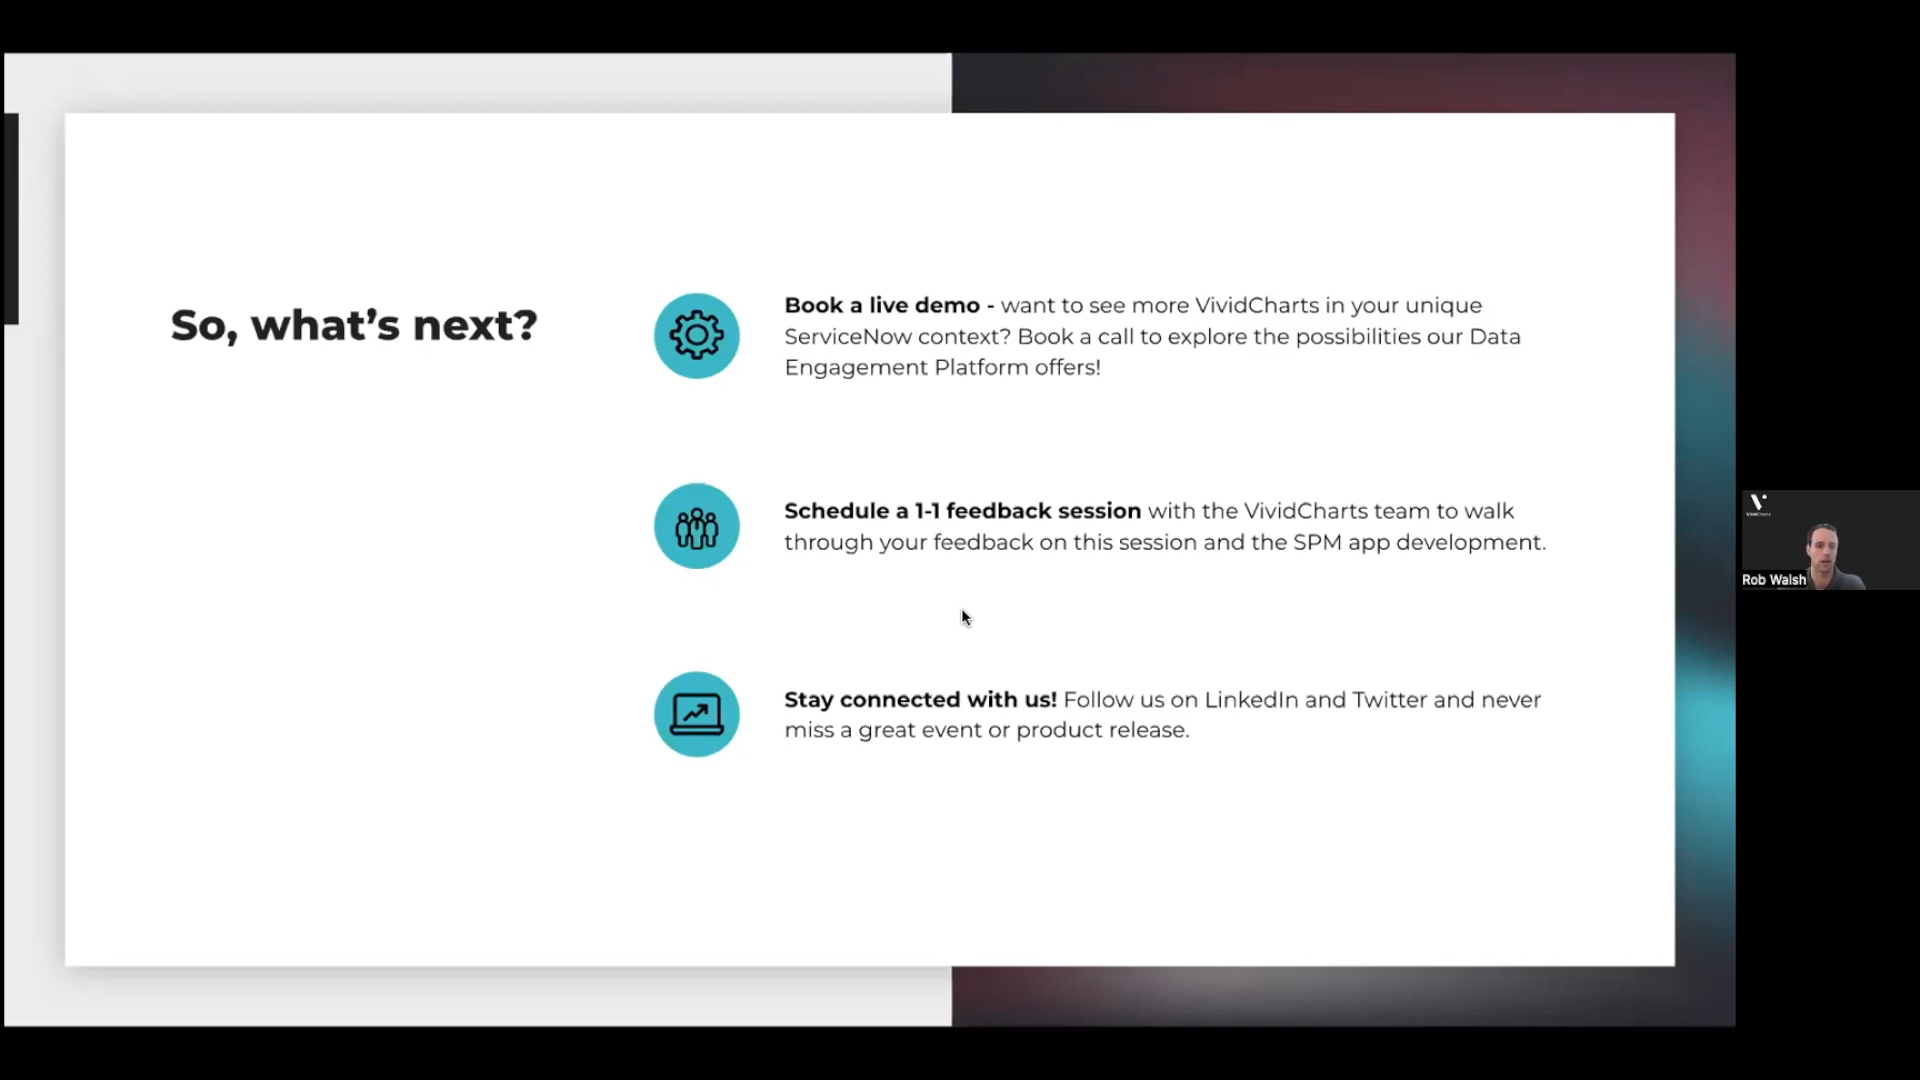 So, what’s next?
Book a live demo - want to see more VividCharts in your unique
ServiceNow context? Book a call to explore the possibilities our Data
Engagement Platform offers!
Schedule a 1-1 feedback session with the VividCharts team to walk
through your feedback on this session and the SPM app development.
Stay connected with us! Follow us on LinkedIn and Twitter and never
miss a great event or product release.
Rob Walsh